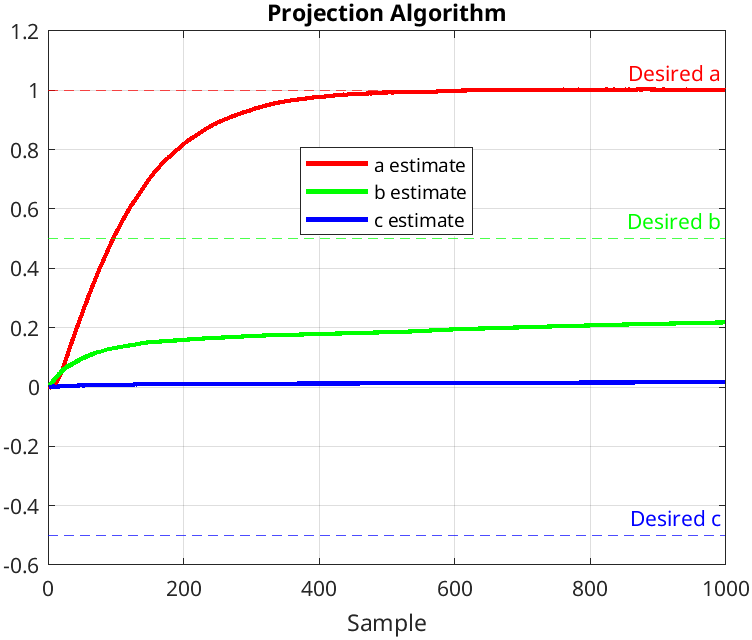 Projection Algorithm
1.2
1
0.8
0.6
0.4
0.2
0
-0.2
-0.4
-0.6
Desired a
a estimate
b estimate
c estimate
Desired b
Desired c
0 200 400 600 800 1000
Sample